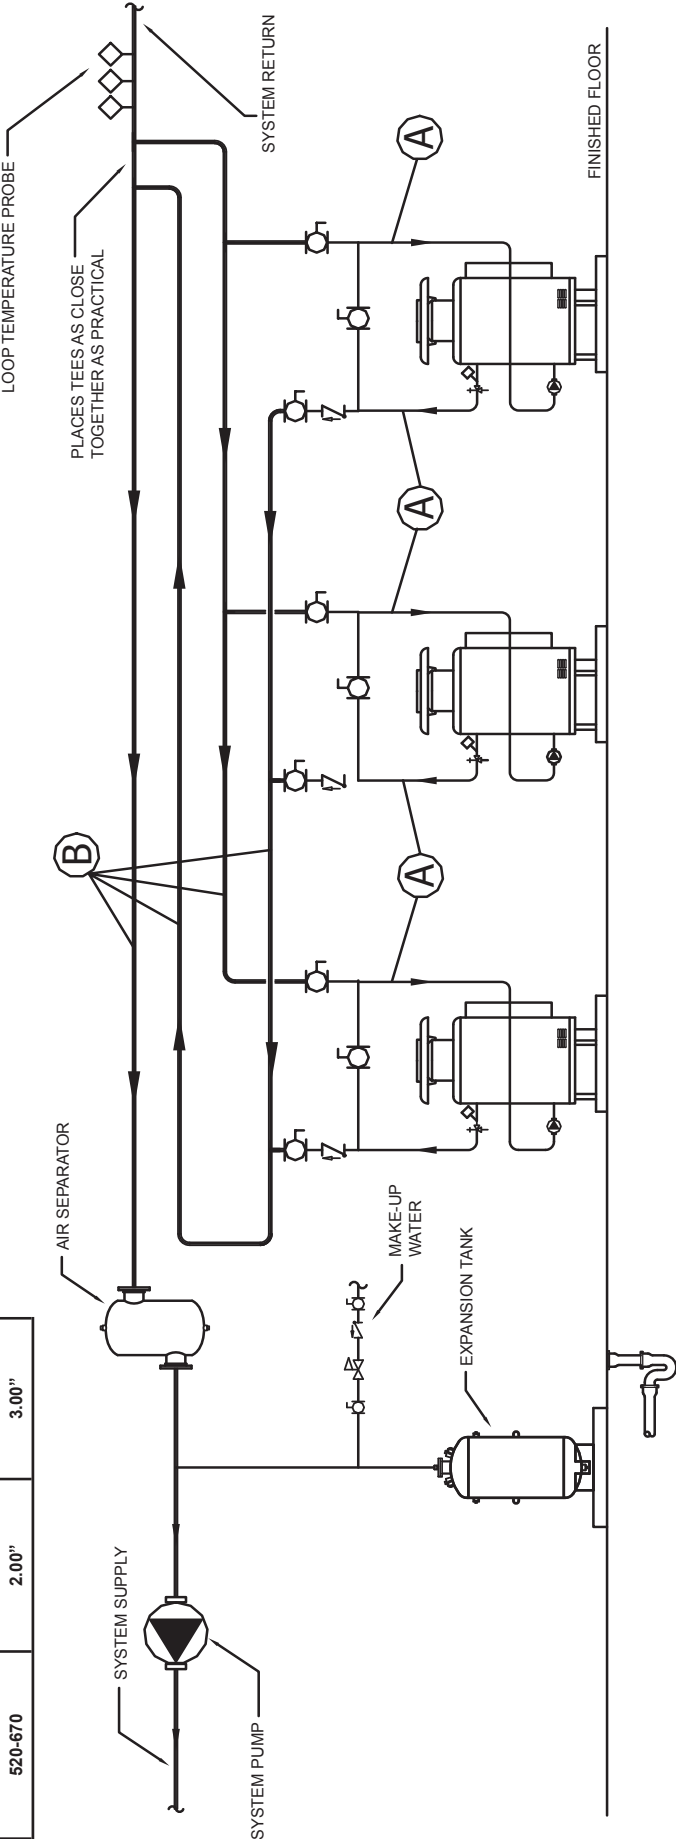 520-670
2.00”
3.00”
LOOP TEMPERATURE PROBE
PLACES TEES AS CLOSE
TOGETHER AS PRACTICAL
SYSTEM RETURN
B
A
A
A
AIR SEPARATOR
SYSTEM SUPPLY
SYSTEM PUMP
MAKE-UP
WATER
EXPANSION TANK
FINISHED FLOOR